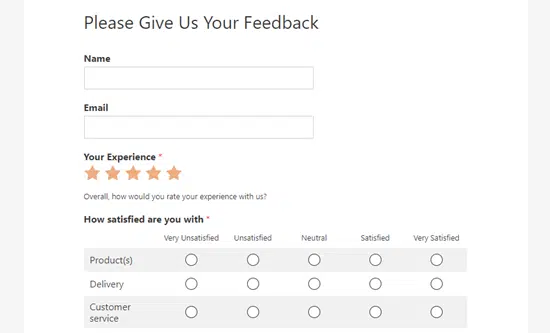 Please Give Us Your Feedback
Name
Email
Your Experience *
Overall, how would you rate your experience with us?
How satisfied are you with *
Very Unsatisfied Unsatisfied Neutral Satisfied Very Satisfied
Product(s)
Delivery
Customer
service